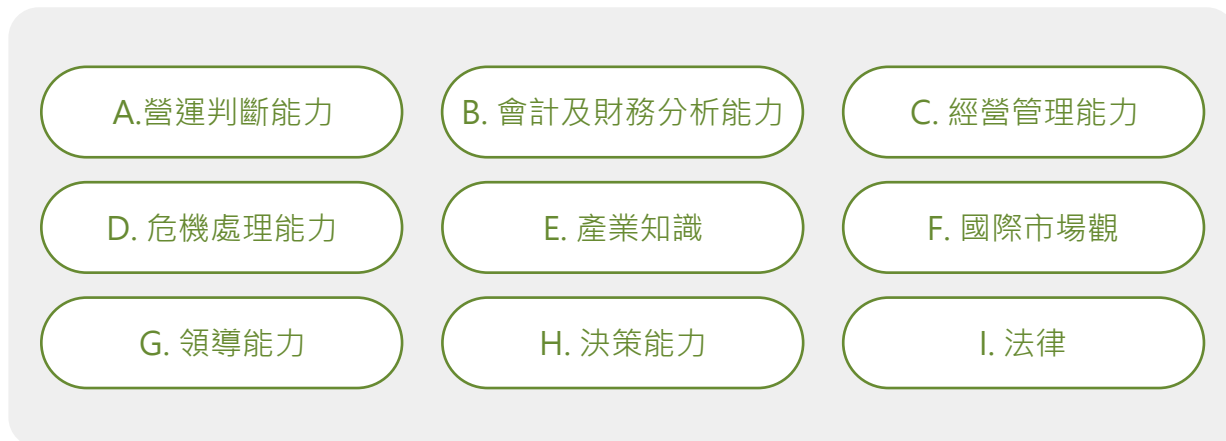 A.營運判斷能力
B. 會計及財務分析能力
C. 經營管理能力
D. 危機處理能力
E. 產業知識
F. 國際市場觀
G. 領導能力
H. 決策能力
I. 法律